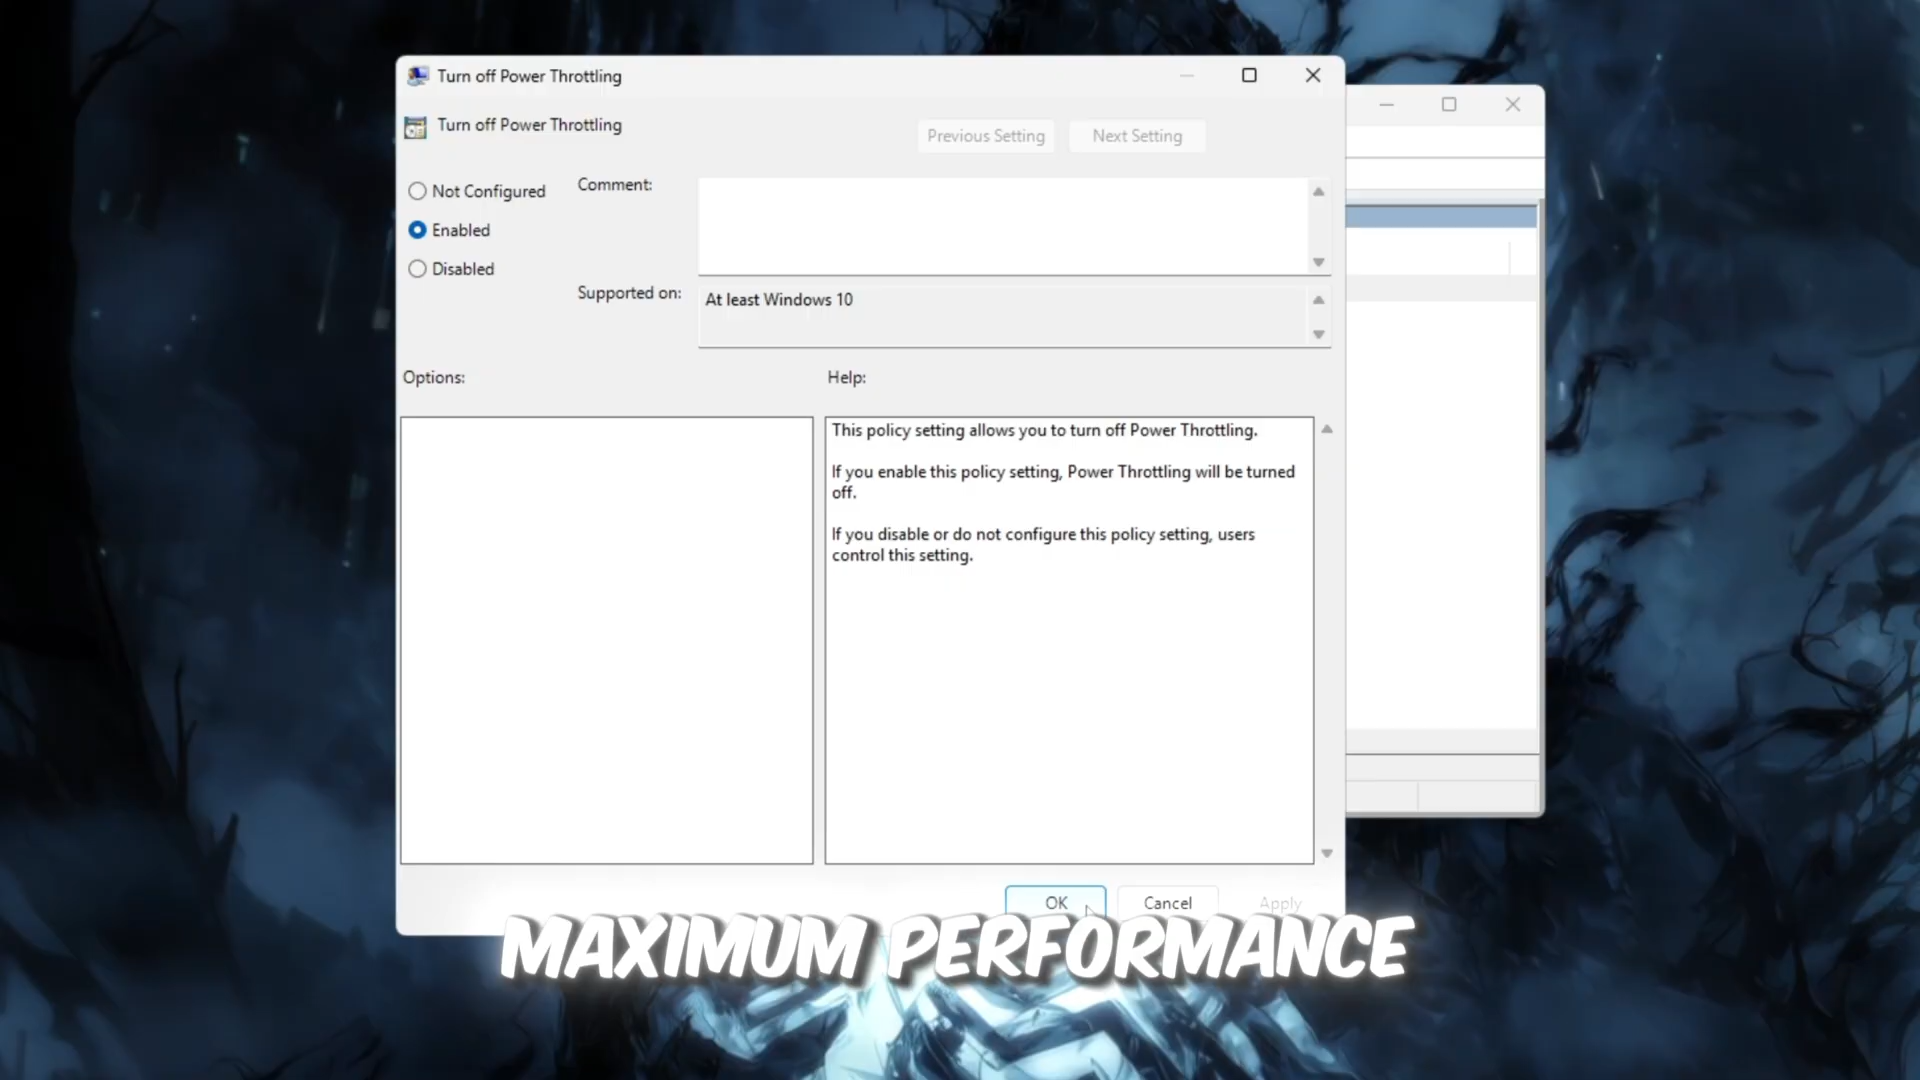 Turn off Power Throttling
Turn off Power Throttling
Previous Setting
Next Setting
Not Configured
Comment:
Enabled
Disabled
Supported on:
At least Windows 10
Options:
Help:
This policy setting allows you to turn off Power Throttling.
If you enable this policy setting, Power Throttling will be turned
off.
If you disable or do not configure this policy setting, users
control this setting.
OK
Cancel
Apply
MAXIMUM PERFORMANCE